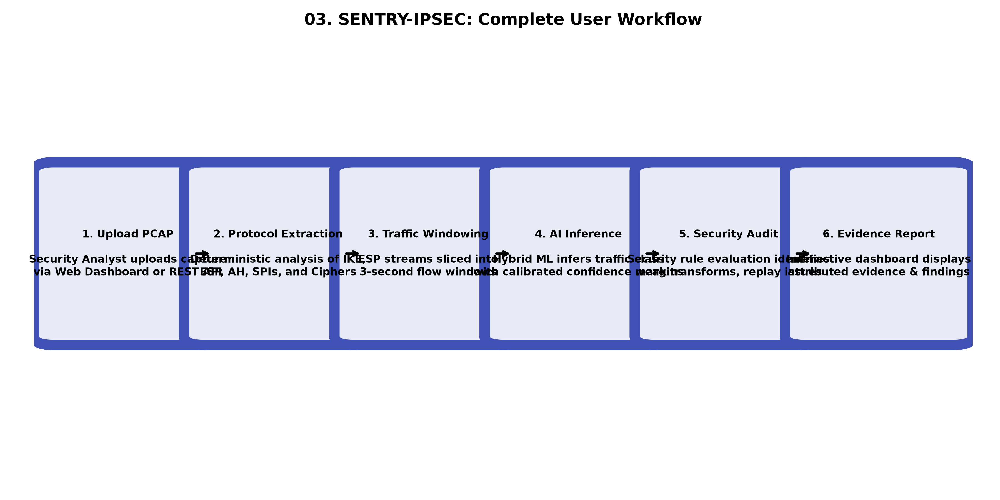 03. SENTRY-IPSEC: Complete User Workflow
1. Upload PCAP
Security Analyst uploads capture
via Web Dashboard or REST API
2. Protocol Extraction
Deterministic analysis of IKE,
ESP, AH, SPIs, and Ciphers
3. Traffic Windowing
ESP streams sliced into
3-second flow windows
4. AI Inference
Hybrid ML infers traffic class
with calibrated confidence margins
5. Security Audit
Security rule evaluation identifies
weak transforms, replay issues
6. Evidence Report
Interactive dashboard displays
attributed evidence & findings